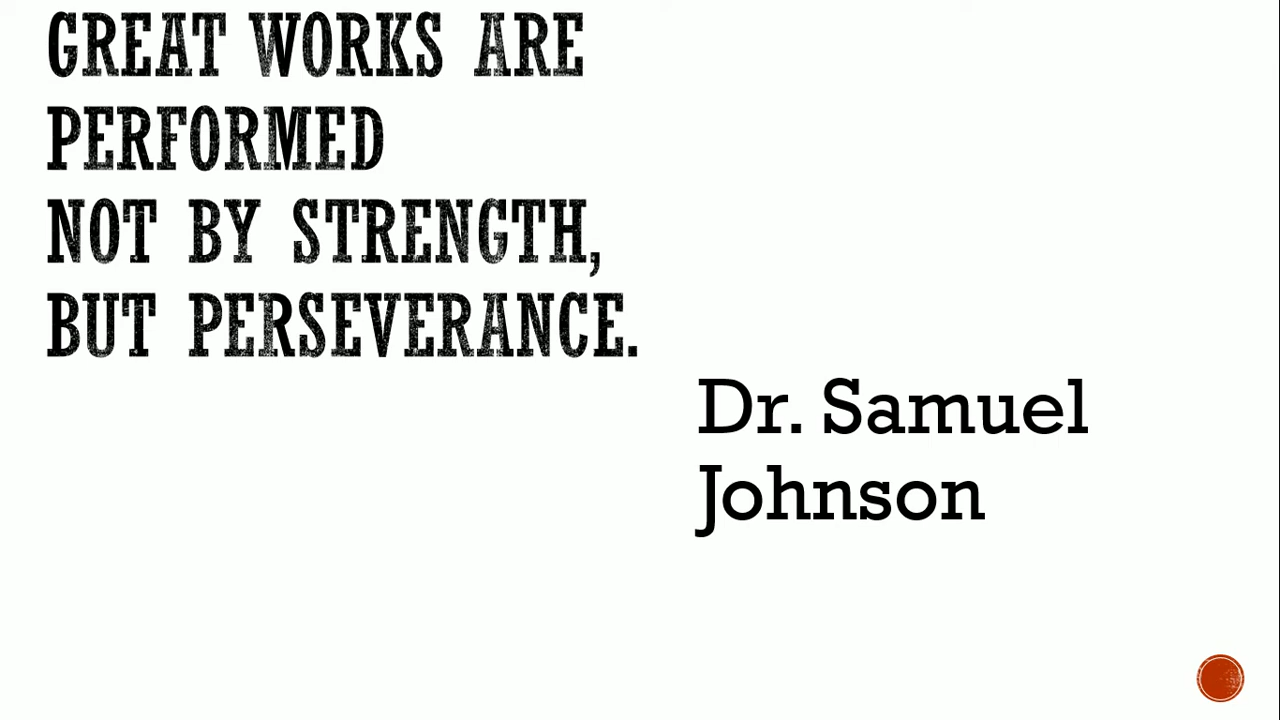 GREAT WORKS ARE
PERFORMED
NOT BY STRENGTH,
BUT PERSEVERANCE.
Dr. Samuel
Johnson